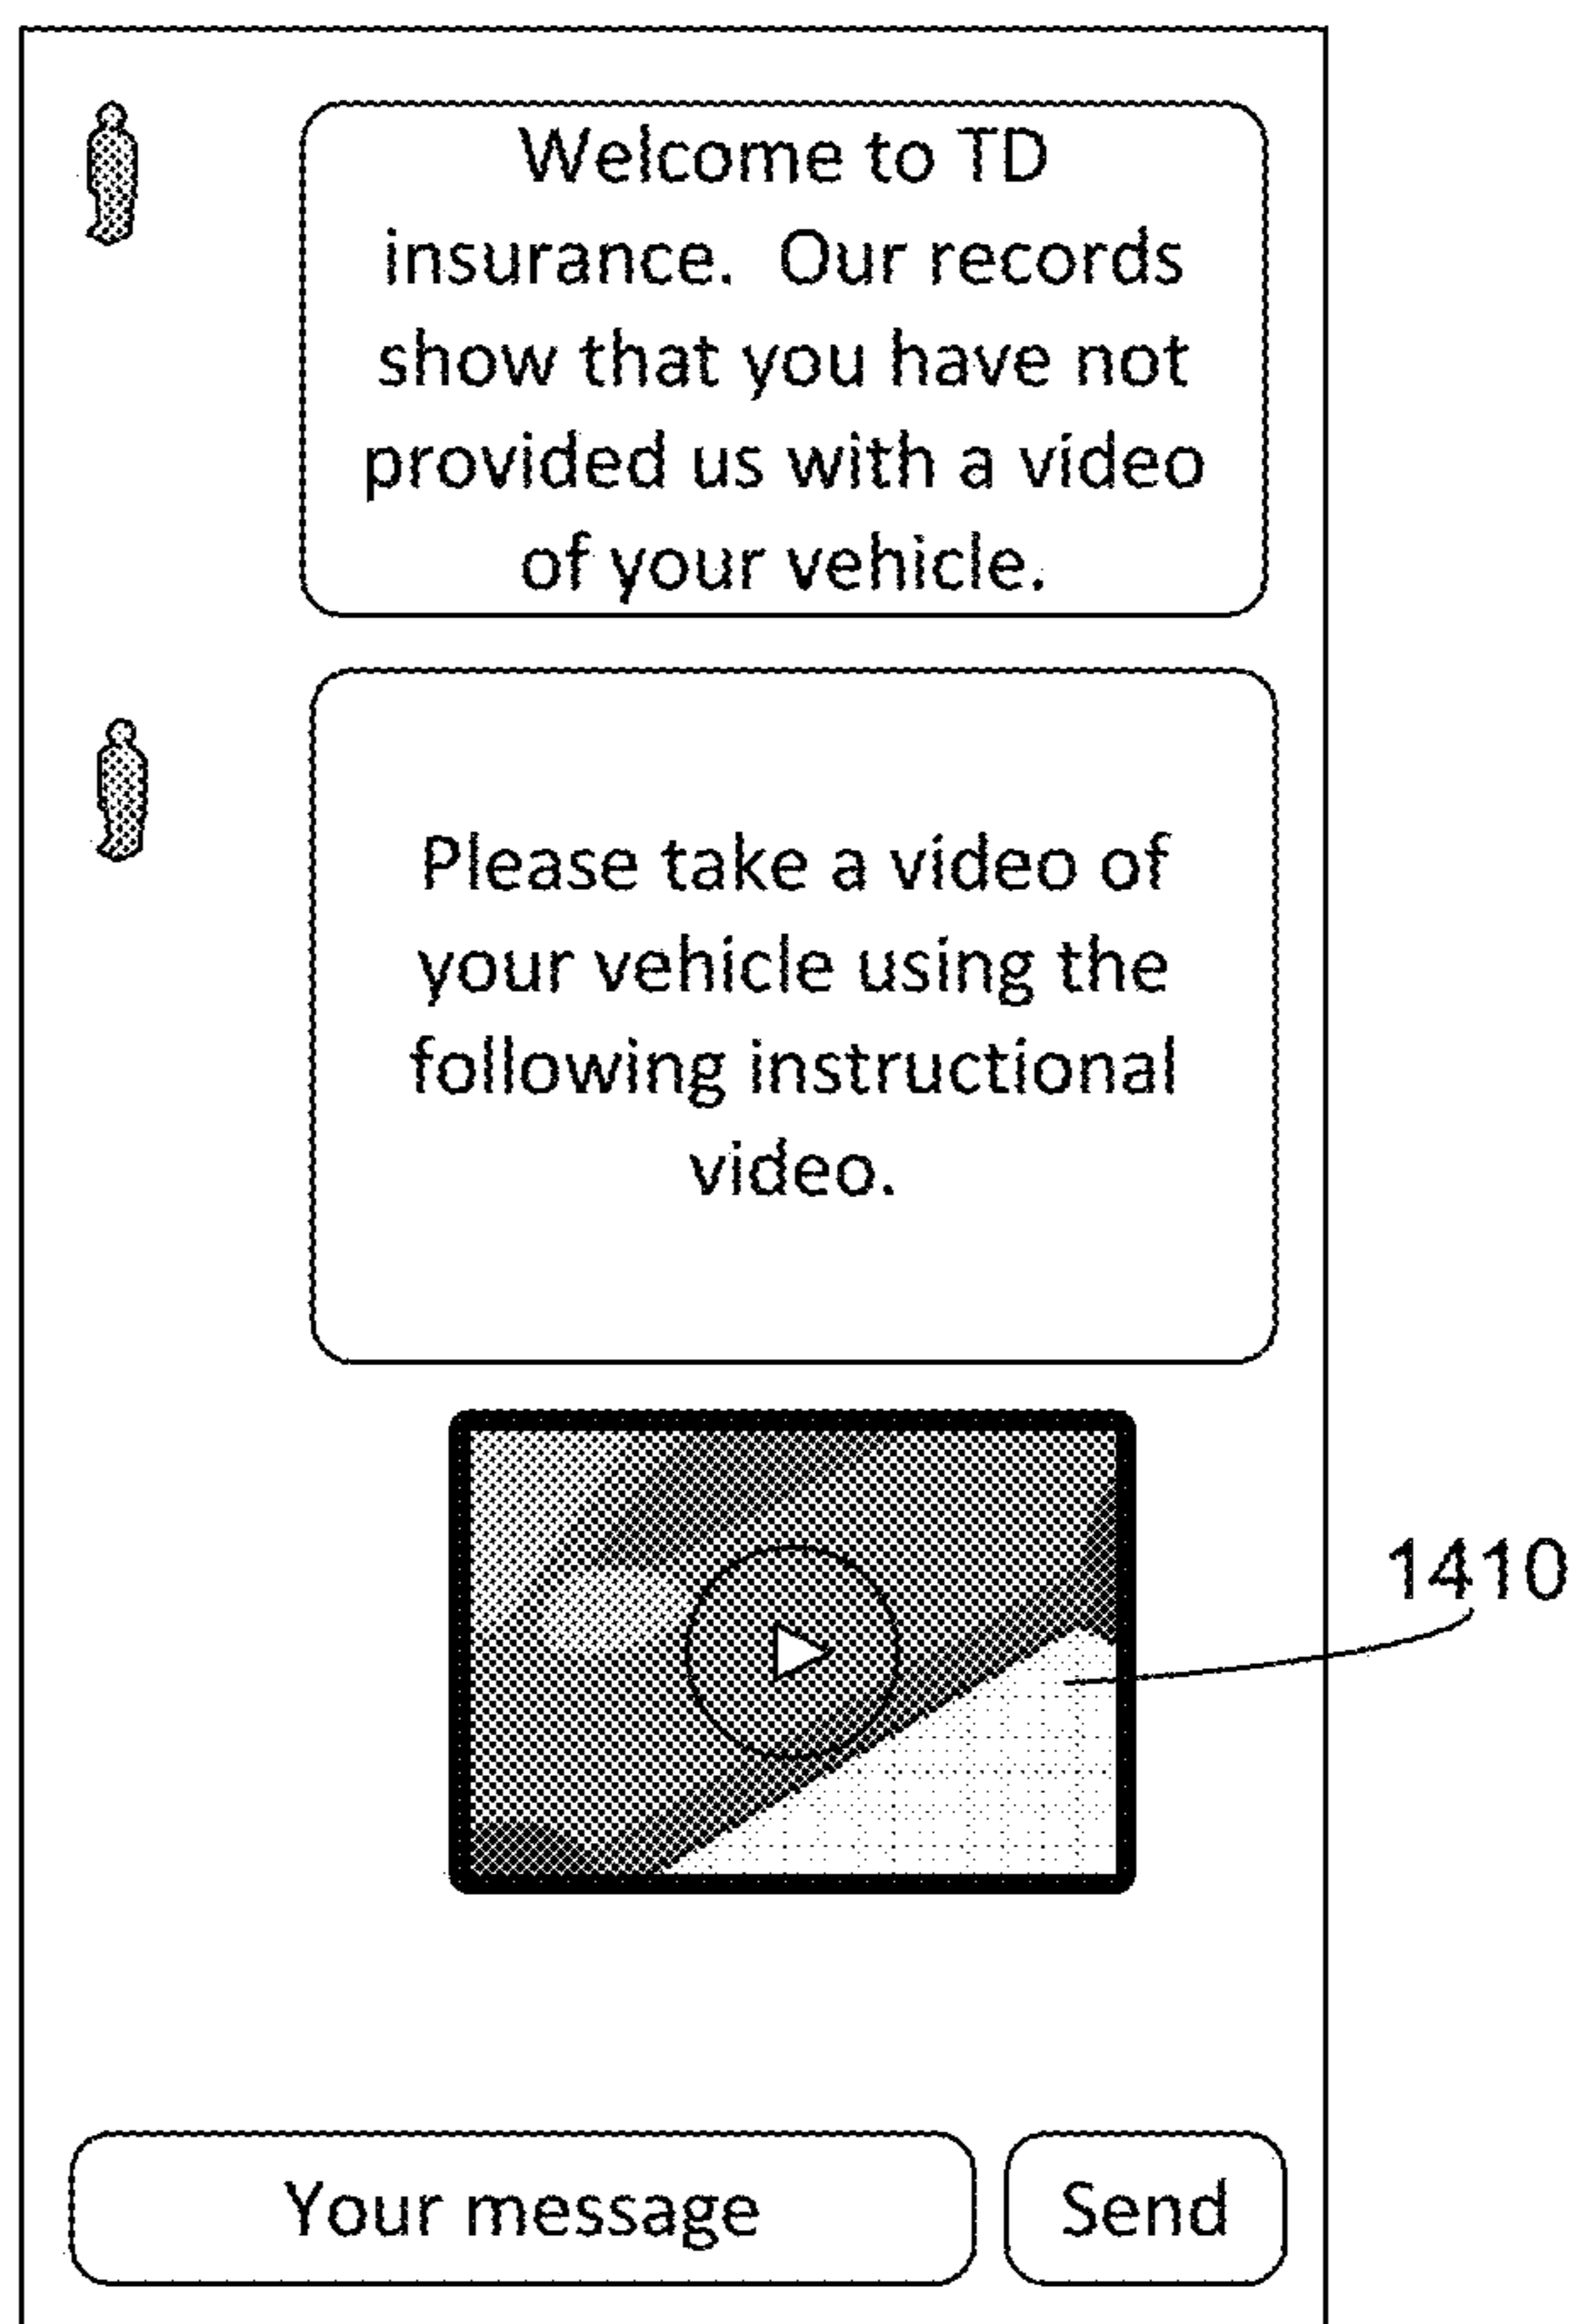 Welcome to TD
insurance.  Our records
show that you have not
provided us with a video
of your vehicle.
Please take a video of
your vehicle using the
following instructional
video.
1410
Your message
Send